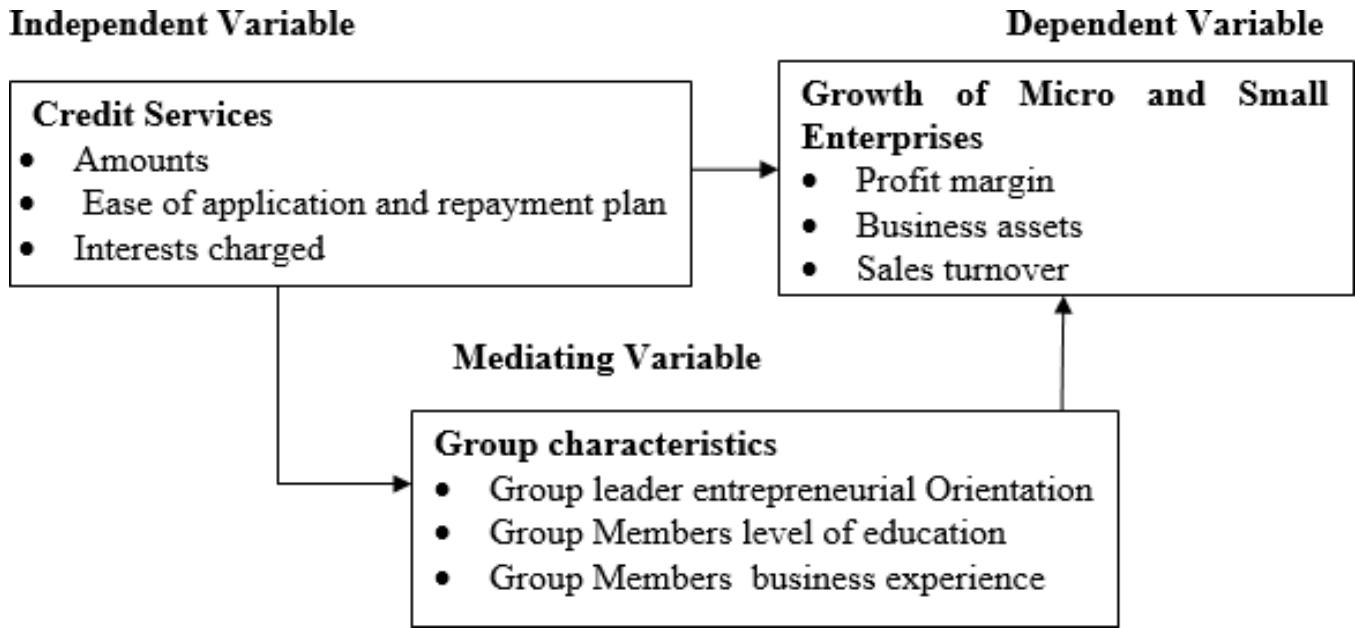 Independent Variable
Dependent Variable
Credit Services
• Amounts
• Ease of application and repayment plan
• Interests charged
Growth of Micro and Small
Enterprises
• Profit margin
• Business assets
• Sales turnover
Mediating Variable
Group characteristics
• Group leader entrepreneurial Orientation
• Group Members level of education
• Group Members business experience